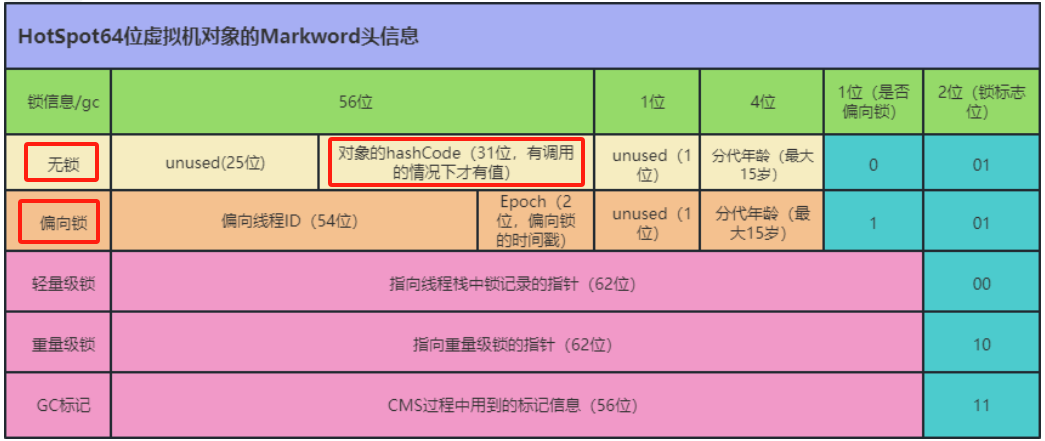 HotSpot64位虚拟机对象的Markword头信息
锁信息/gc
56位
1位
4位
1位（是否
偏向锁）
2位（锁标志
位）
无锁
unused(25位)
对象的hashCode（31位，有调用
的情况下才有值）
unused（1
位）
分代年龄（最大
15岁）
0
01
偏向锁
偏向线程ID（54位）
Epoch（2
位，偏向锁
的时间戳）
unused（1
位）
分代年龄（最
大15岁）
1
01
轻量级锁
指向线程栈中锁记录的指针（62位）
00
重量级锁
指向重量级锁的指针（62位）
10
GC标记
CMS过程中用到的标记信息（56位）
11